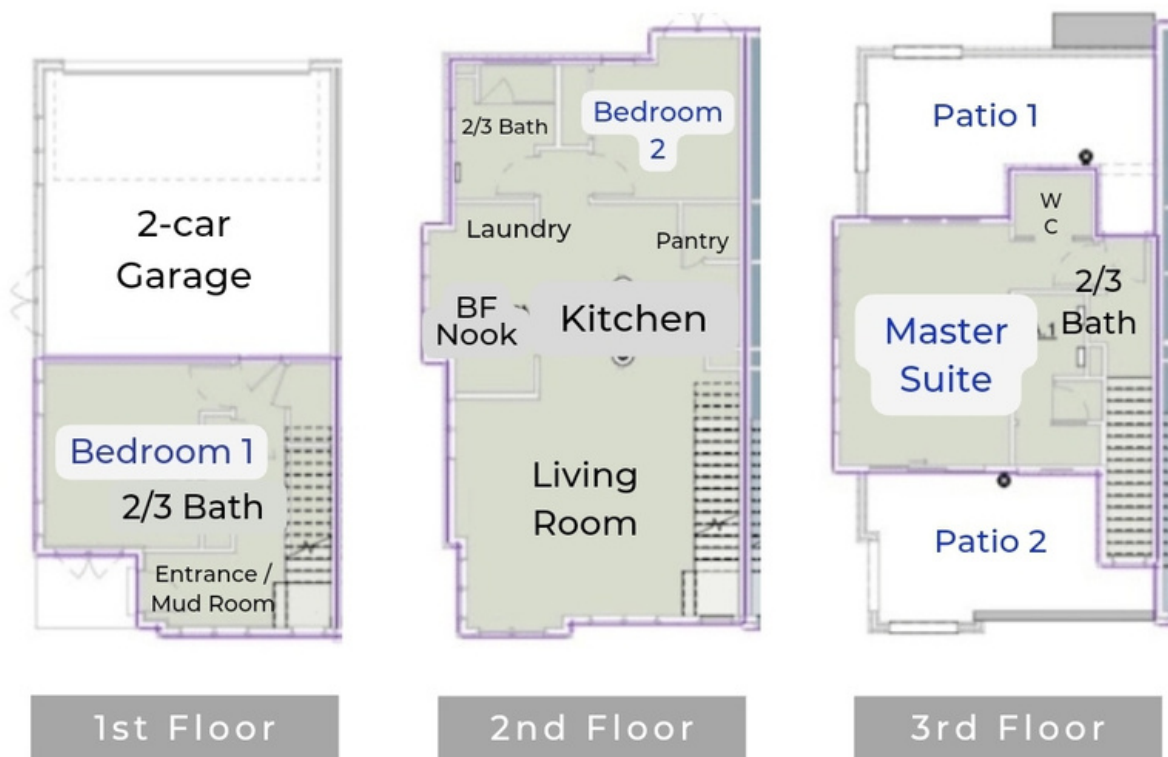 2-car
Garage
Bedroom 1
2/3 Bath
Entrance /
Mud Room
1st Floor
2/3 Bath
Bedroom
2
Laundry
Pantry
BF
Nook
Kitchen
Living
Room
2nd Floor
Patio 1
W
C
2/3
Bath
Master
Suite
Patio 2
3rd Floor